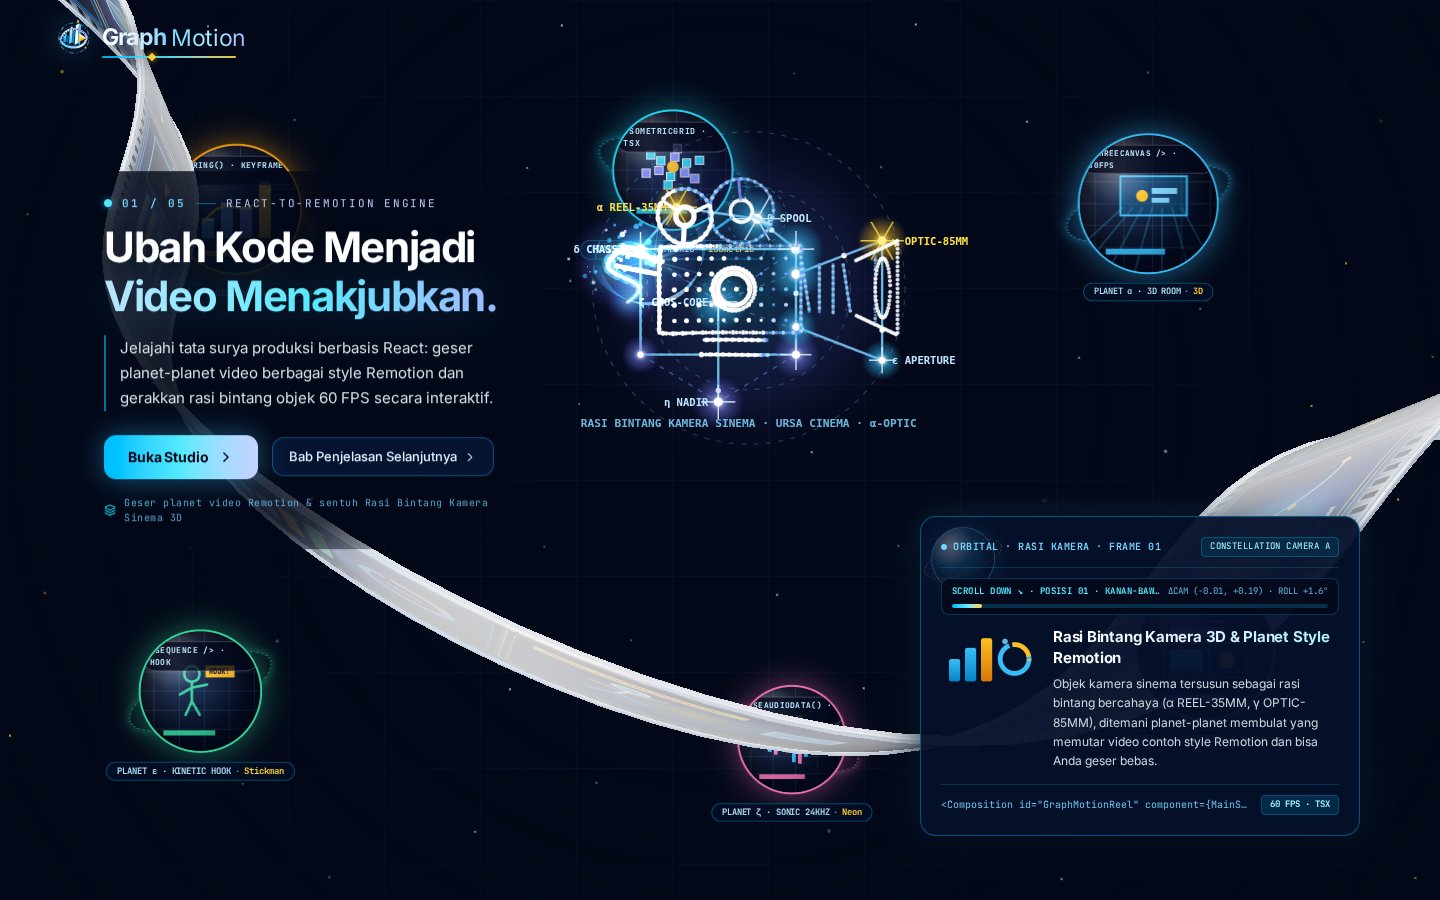 Graph Motion
RING() · KEYFRAME
01 / 05 — REACT-TO-REMOTION ENGINE
Ubah Kode Menjadi
Video Menakjubkan.
Jelajahi tata surya produksi berbasis React: geser
planet-planet video berbagai style Remotion dan
gerakkan rasi bintang objek 60 FPS secara interaktif.
Buka Studio
Bab Penjelasan Selanjutnya
Geser planet video Remotion & sentuh Rasi Bintang Kamera
Sinema 3D
SOMETRICGRID ·
TSX
α REEL-35MM
SPOOL
δ CHASS
OPTIC-85MM
CMOS-CORE
ε APERTURE
η NADIR
RASI BINTANG KAMERA SINEMA · URSA CINEMA · α-OPTIC
HREECANVAS /> ·
60FPS
PLANET α · 3D ROOM · 3D
SEQUENCE /> ·
HOOK
HOOK!
PLANET ε · KINETIC HOOK · Stickman
SEAUDIODATA() ·
PLANET ζ · SONIC 24KHZ · Neon
ORBITAL · RASI KAMERA · FRAME 01
CONSTELLATION CAMERA A
SCROLL DOWN ↘ · POSISI 01 · KANAN-BAW… ΔCAM (-0.01, +0.19) · ROLL +1.6°
Rasi Bintang Kamera 3D & Planet Style
Remotion
Objek kamera sinema tersusun sebagai rasi
bintang bercahaya (α REEL-35MM, γ OPTIC-
85MM), ditemani planet-planet membulat yang
memutar video contoh style Remotion dan bisa
Anda geser bebas.
<Composition id="GraphMotionReel" component={MainS…
60 FPS · TSX